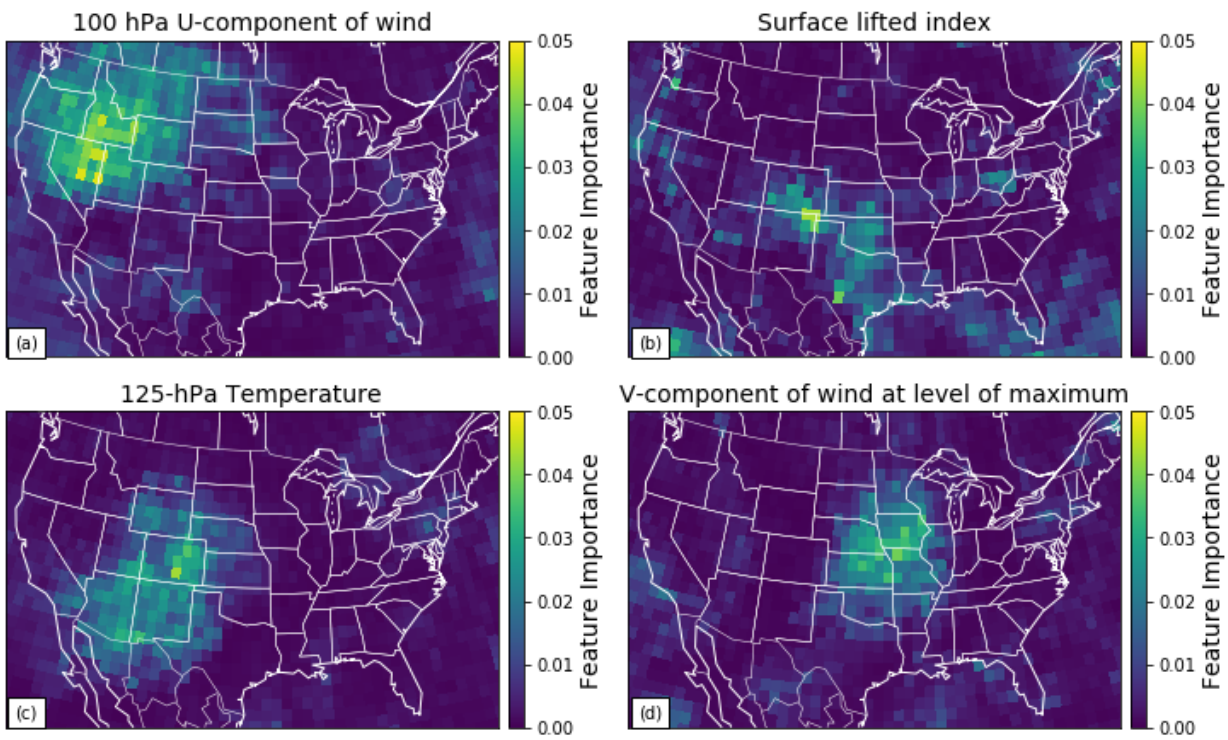 100 hPa U-component of wind
0.05
0.04
0.03
0.02
0.01
0.00
Feature Importance
(a)
Surface lifted index
0.05
0.04
0.03
0.02
0.01
0.00
Feature Importance
(b)
125-hPa Temperature
0.05
0.04
0.03
0.02
0.01
0.00
Feature Importance
(c)
V-component of wind at level of maximum
0.05
0.04
0.03
0.02
0.01
0.00
Feature Importance
(d)